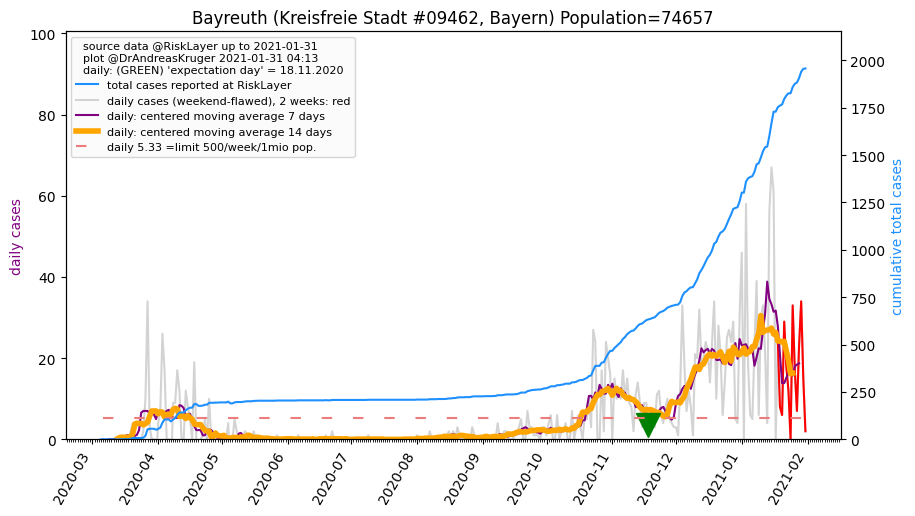 Bayreuth (Kreisfreie Stadt #09462, Bayern) Population=74657
source data @RiskLayer up to 2021-01-31
plot @DrAndreasKruger 2021-01-31 04:13
daily: (GREEN) 'expectation day' = 18.11.2020
total cases reported at RiskLayer
daily cases (weekend-flawed), 2 weeks: red
daily: centered moving average 7 days
daily: centered moving average 14 days
daily 5.33 =limit 500/week/1mio pop.
daily cases
100
80
60
40
20
0
cumulative total cases
2000
1750
1500
1250
1000
750
500
250
0
2020-03
2020-04
2020-05
2020-06
2020-07
2020-08
2020-09
2020-10
2020-11
2020-12
2021-01
2021-02